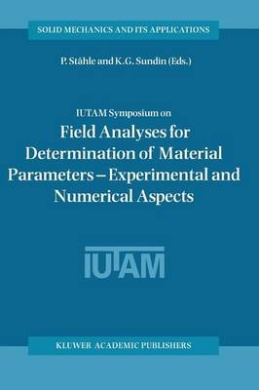 SOLID MECHANICS AND ITS APPLICATIONS
P. Ståhle and K.G. Sundin (Eds.)
IUTAM Symposium on
Field Analyses for
Determination of Material
Parameters – Experimental and
Numerical Aspects
IUTAM
KLUWER ACADEMIC PUBLISHERS